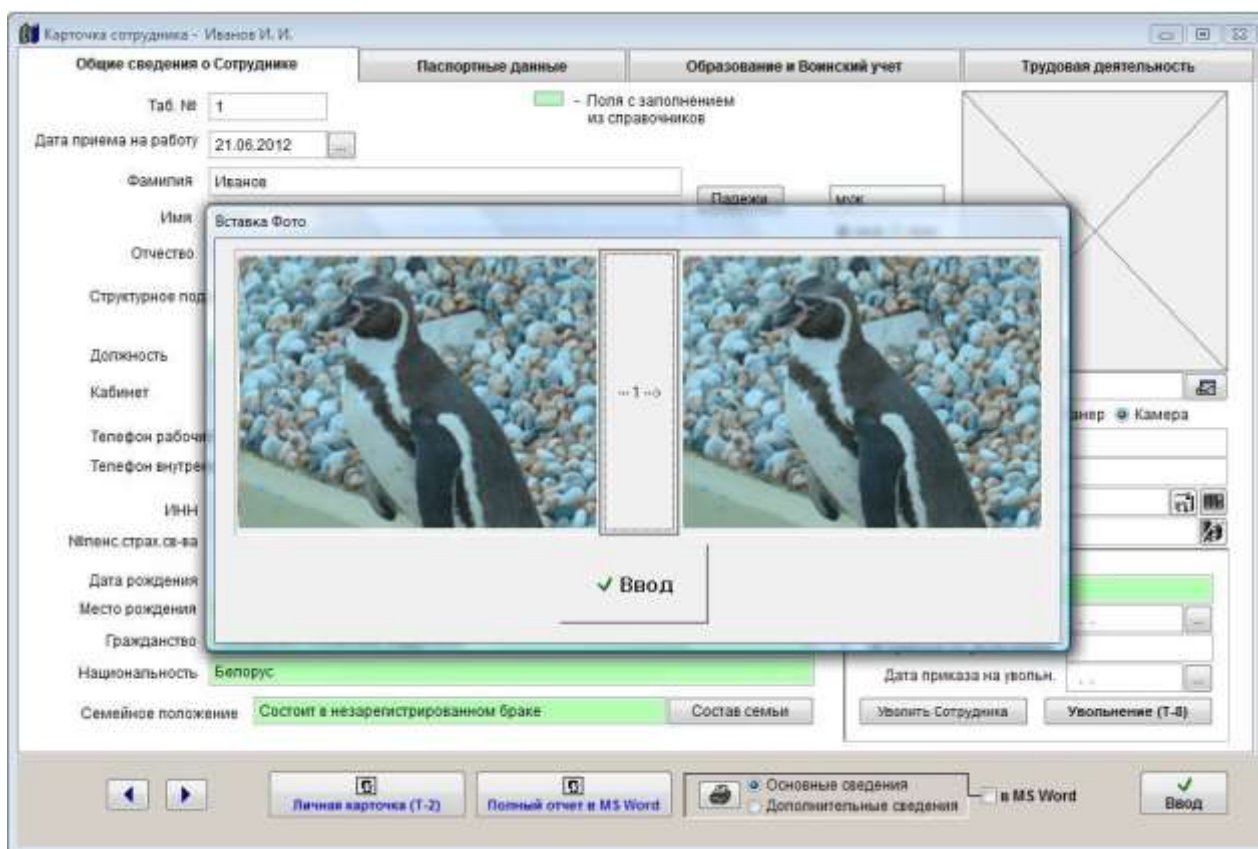 Карточка сотрудника - Иванов И. И.
Общие сведения о Сотруднике
Паспортные данные
Образование и Воинский учет
Трудовая деятельность
Таб. №
1
- Поля с заполнением
из справочников
Дата приема на работу
21.06.2012
...
Фамилия
Иванов
Падежи
муж
Имя
Вставка Фото
Отчество
Структурное под
Должность
Кабинет
--- 1 -->
анер
Камера
Телефон рабочи
Телефон внутре
ИНН
№пенс.страх.св-ва
Дата рождения
Ввод
Место рождения
. .
...
Гражданство
Национальность
Белорус
Дата приказа на увольн.
. .
...
Семейное положение
Состоит в незарегистрированном браке
Состав семьи
Уволить Сотрудника
Увольнение (Т-8)
Личная карточка (Т-2)
Полный отчет в MS Word
Основные сведения
Дополнительные сведения
в MS Word
Ввод